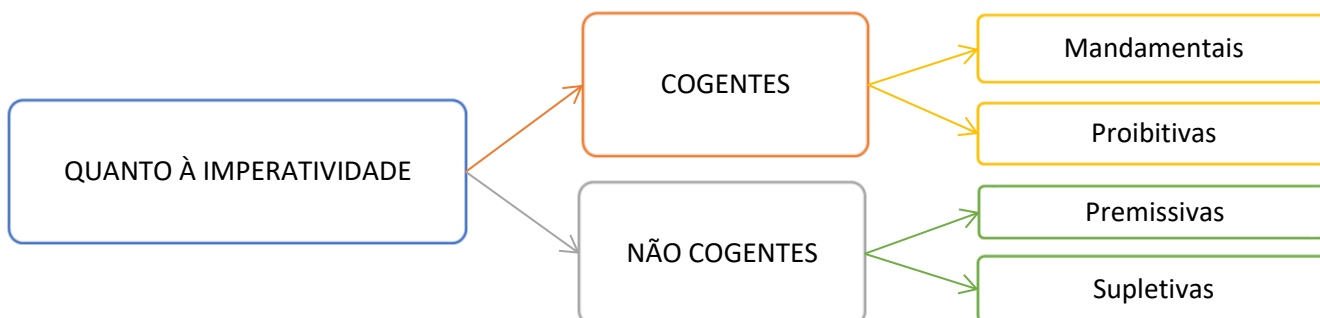 QUANTO À IMPERATIVIDADE
COGENTES
Mandamentais
Proibitivas
NÃO COGENTES
Premissivas
Supletivas